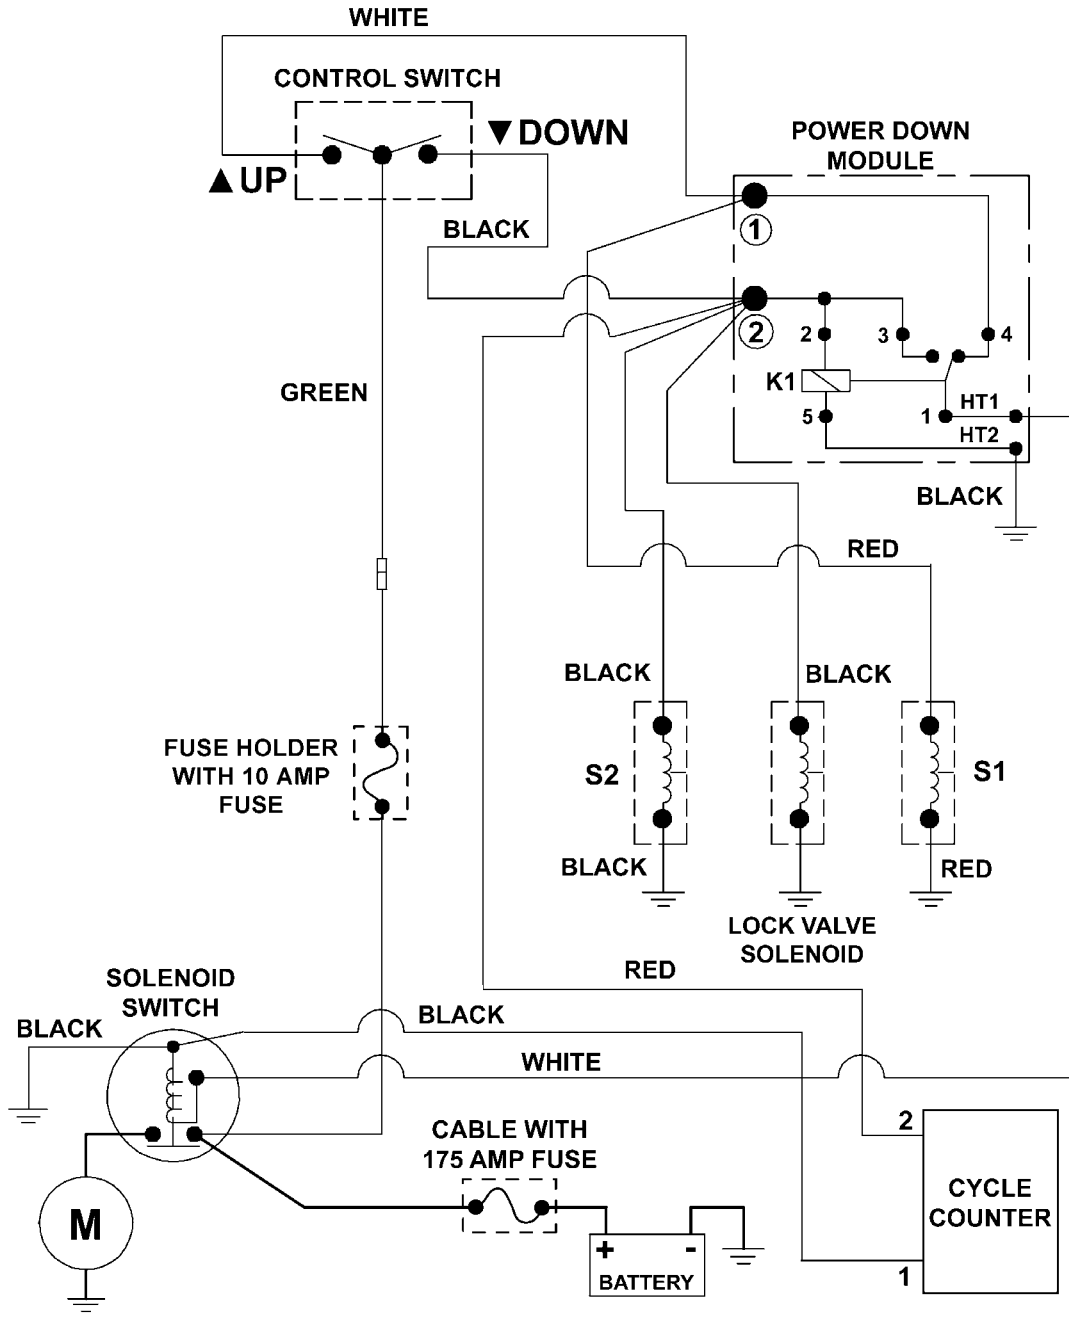 WHITE
CONTROL SWITCH
▼DOWN
▲UP
POWER DOWN
MODULE
1
BLACK
2
2
3
4
K1
GREEN
5
1
HT1
HT2
BLACK
RED
BLACK
BLACK
FUSE HOLDER
WITH 10 AMP
FUSE
S2
S1
BLACK
RED
LOCK VALVE
SOLENOID
SOLENOID
SWITCH
RED
BLACK
BLACK
WHITE
CABLE WITH
175 AMP FUSE
2
CYCLE
COUNTER
M
+
-
BATTERY
1